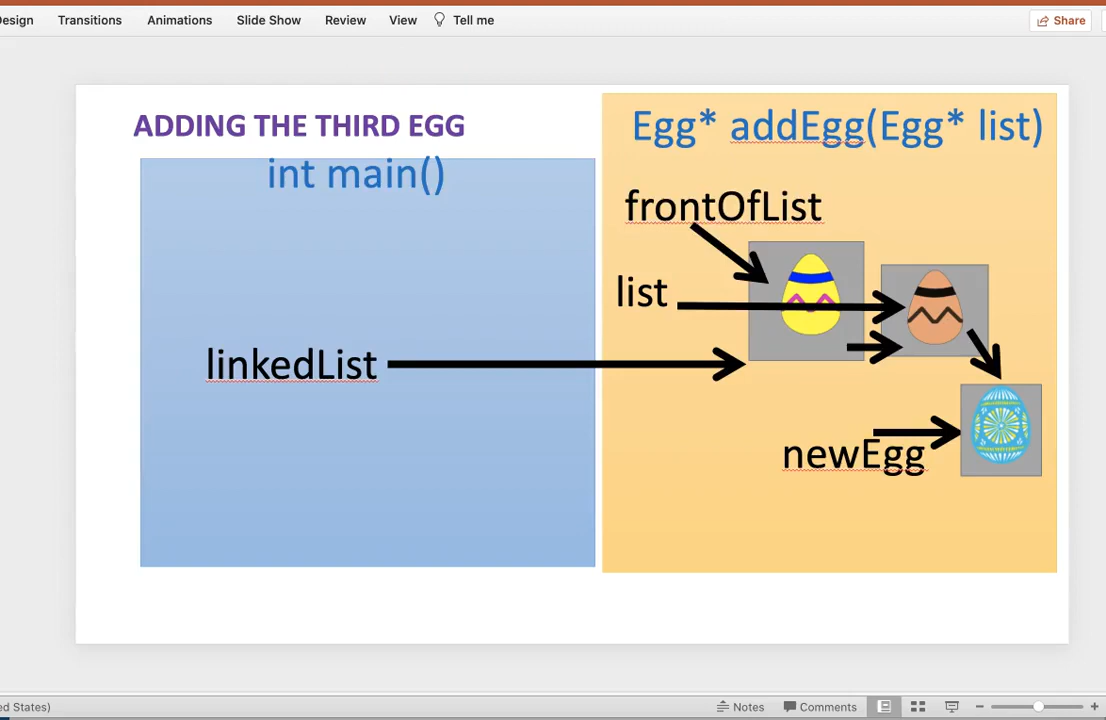 Design Transitions Animations Slide Show Review View Tell me Share
ADDING THE THIRD EGG
int main()
linkedList
Egg* addEgg(Egg* list)
frontOfList
list
newEgg
ed States) Notes Comments